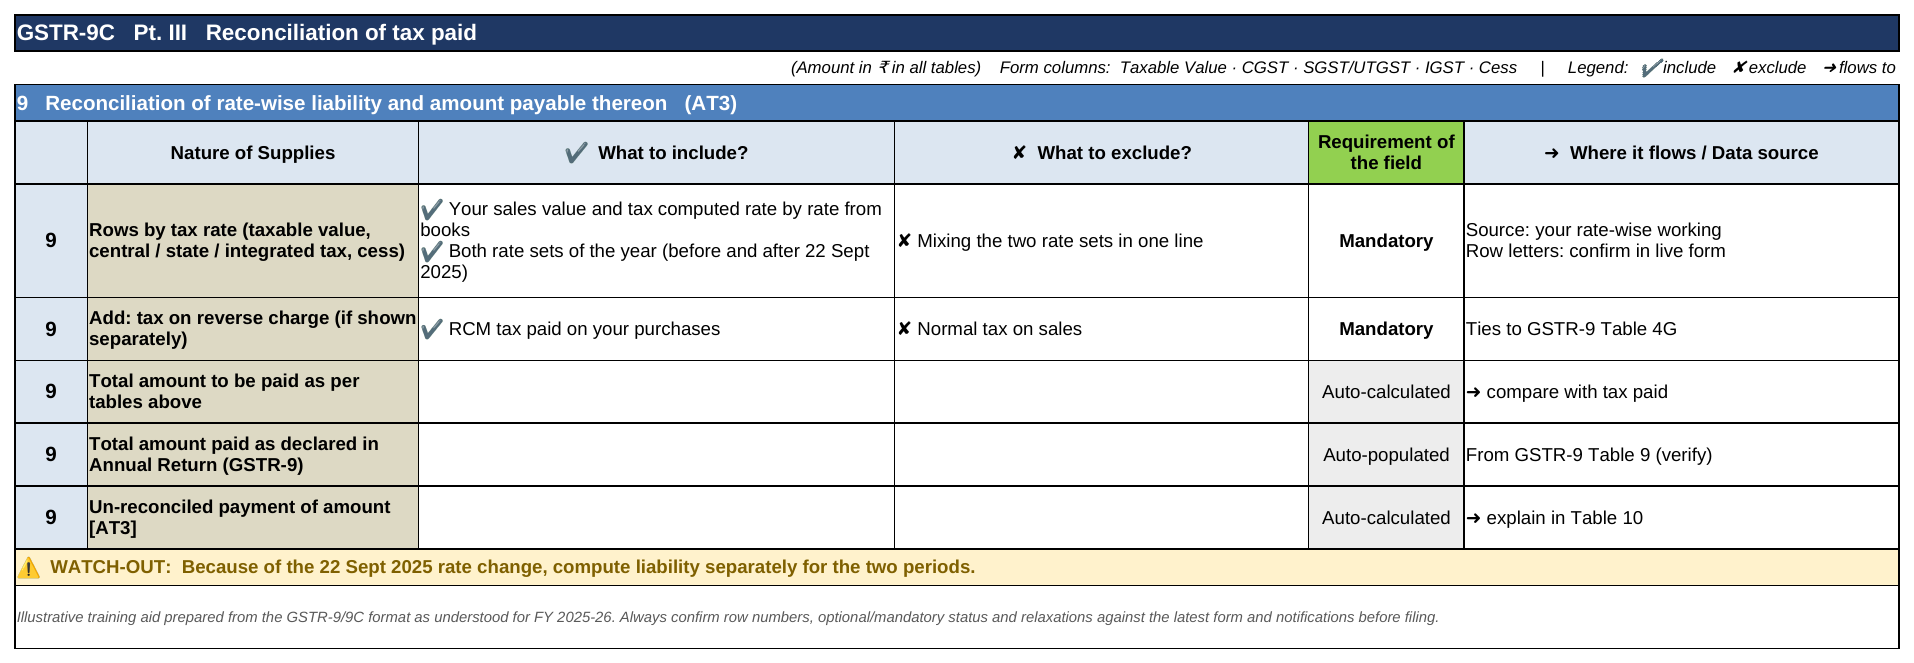 GSTR-9C Pt. III Reconciliation of tax paid
(Amount in ₹ in all tables) Form columns: Taxable Value · CGST · SGST/UTGST · IGST · Cess | Legend: ✔ include ✘ exclude ➜ flows to
9 Reconciliation of rate-wise liability and amount payable thereon (AT3)
Nature of Supplies
✔ What to include?
✘ What to exclude?
Requirement of
the field
➜ Where it flows / Data source
9
Rows by tax rate (taxable value,
central / state / integrated tax, cess)
✔ Your sales value and tax computed rate by rate from
books
✔ Both rate sets of the year (before and after 22 Sept
2025)
✘ Mixing the two rate sets in one line
Mandatory
Source: your rate-wise working
Row letters: confirm in live form
9
Add: tax on reverse charge (if shown
separately)
✔ RCM tax paid on your purchases
✘ Normal tax on sales
Mandatory
Ties to GSTR-9 Table 4G
9
Total amount to be paid as per
tables above
Auto-calculated
➜ compare with tax paid
9
Total amount paid as declared in
Annual Return (GSTR-9)
Auto-populated
From GSTR-9 Table 9 (verify)
9
Un-reconciled payment of amount
[AT3]
Auto-calculated
➜ explain in Table 10
⚠ WATCH-OUT: Because of the 22 Sept 2025 rate change, compute liability separately for the two periods.
Illustrative training aid prepared from the GSTR-9/9C format as understood for FY 2025-26. Always confirm row numbers, optional/mandatory status and relaxations against the latest form and notifications before filing.